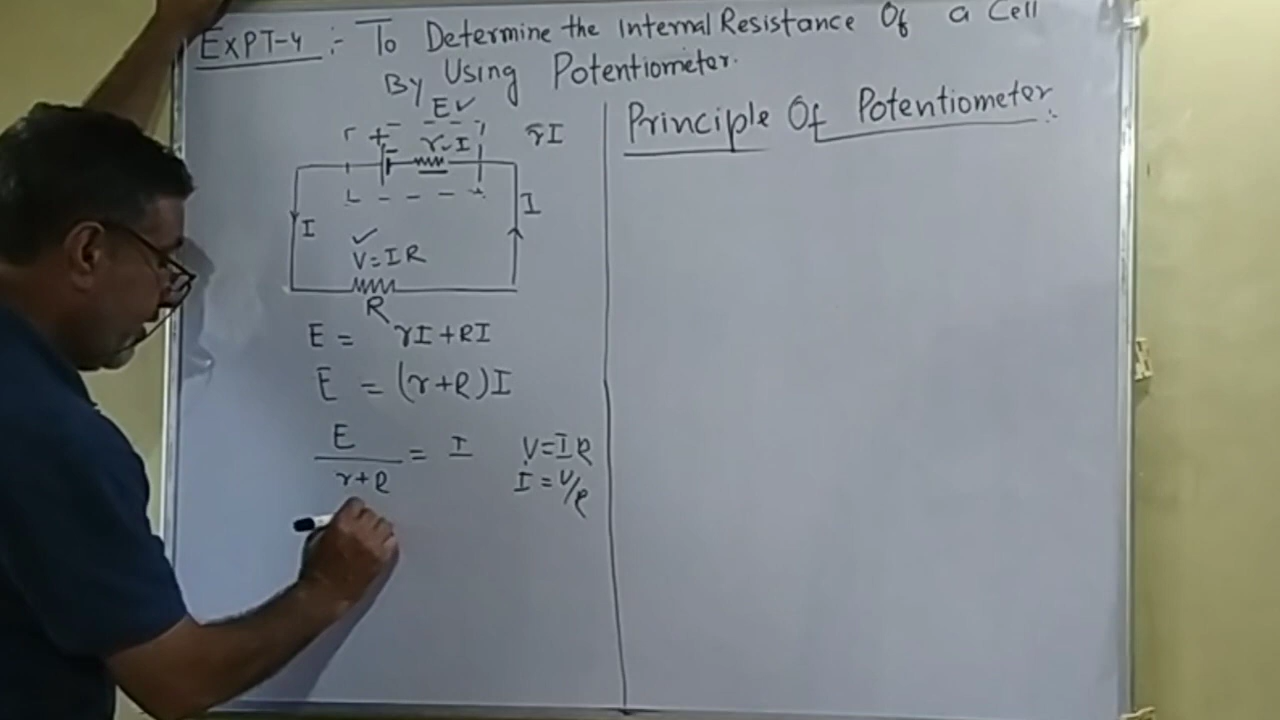 EXPT-4 :- To Determine the Internal Resistance Of a Cell
By Using Potentiometer.
E
+ r I rI
I I
V=IR
R
E = rI+RI
E = (r+R)I
E
r+R = I
V=IR
I = V/R
Principle Of Potentiometer: